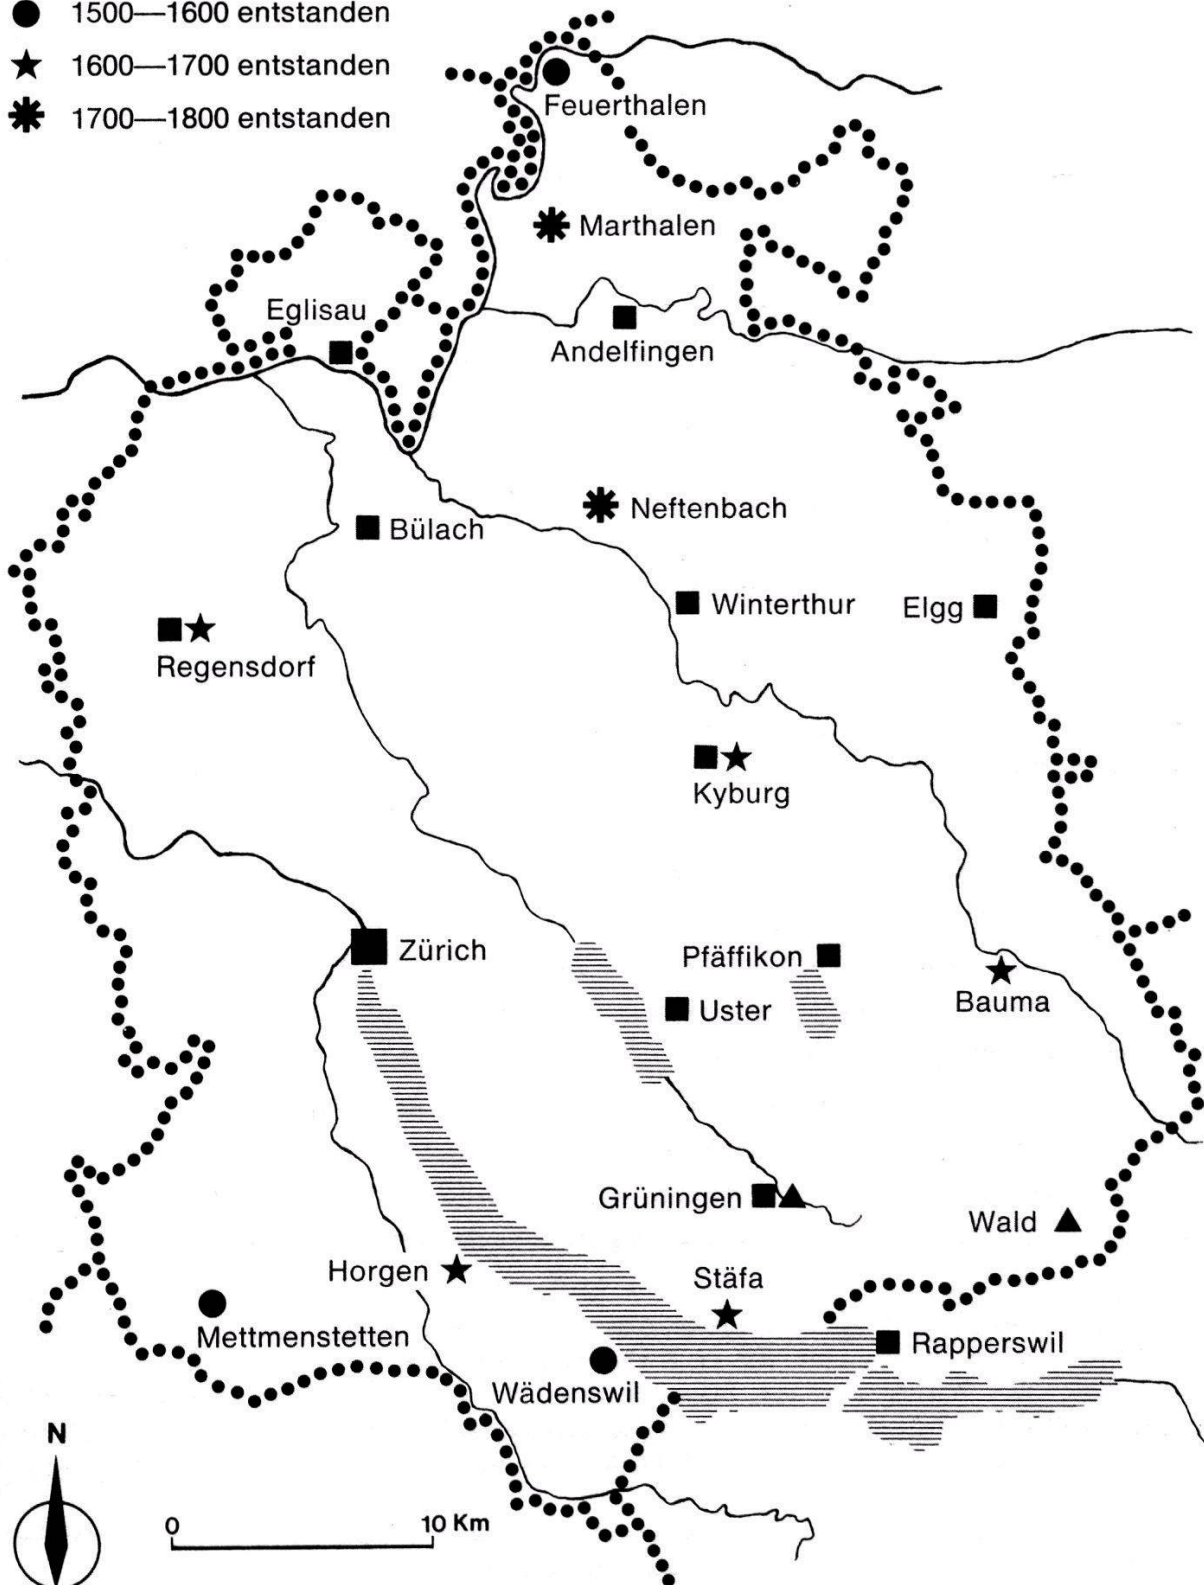 1500—1600 entstanden
1600—1700 entstanden
1700—1800 entstanden
Feuerthalen
Marthalen
Eglisau
Andelfingen
Neftenbach
Bülach
Winterthur
Elgg
Regensdorf
Kyburg
Zürich
Pfäffikon
Uster
Bauma
Grüningen
Wald
Horgen
Stäfa
Mettmenstetten
Rapperswil
Wädenswil
N
0 10 Km